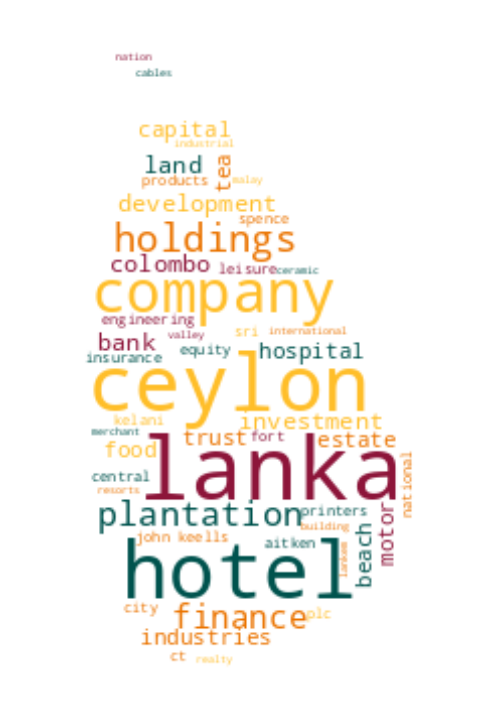 nation
cables
capital
industrial
land
tea
products
malay
development
spence
holdings
colombo
leisure
ceramic
company
engineering
sri
international
bank
valley
insurance
equity
hospital
ceylon
kelani
investment
merchant
trust
fort
estate
food
lanka
central
resorts
national
plantation
printers
building
motor
john keells
aitken
beach
lankem
hotel
city
finance
plc
industries
ct
realty